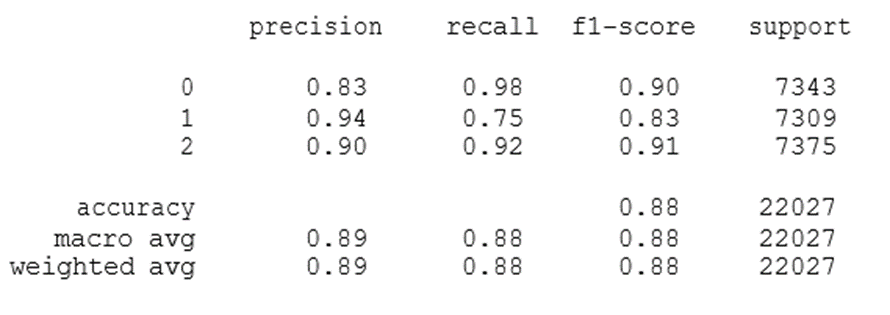 precision recall f1-score support
0 0.83 0.98 0.90 7343
1 0.94 0.75 0.83 7309
2 0.90 0.92 0.91 7375
accuracy 0.88 22027
macro avg 0.89 0.88 0.88 22027
weighted avg 0.89 0.88 0.88 22027